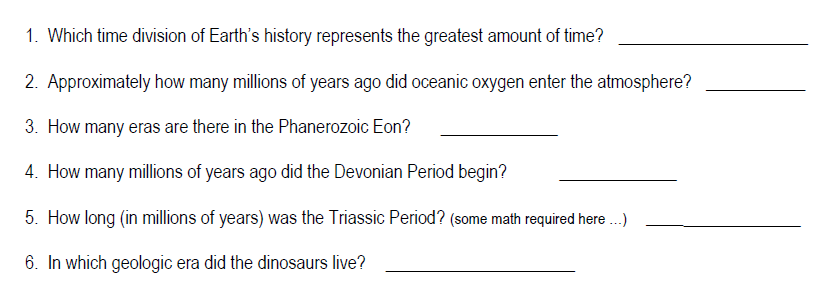 1. Which time division of Earth's history represents the greatest amount of time? ____________________
2. Approximately how many millions of years ago did oceanic oxygen enter the atmosphere? ___________
3. How many eras are there in the Phanerozoic Eon? ____________
4. How many millions of years ago did the Devonian Period begin? ____________
5. How long (in millions of years) was the Triassic Period? (some math required here ...) ________________
6. In which geologic era did the dinosaurs live? ____________________